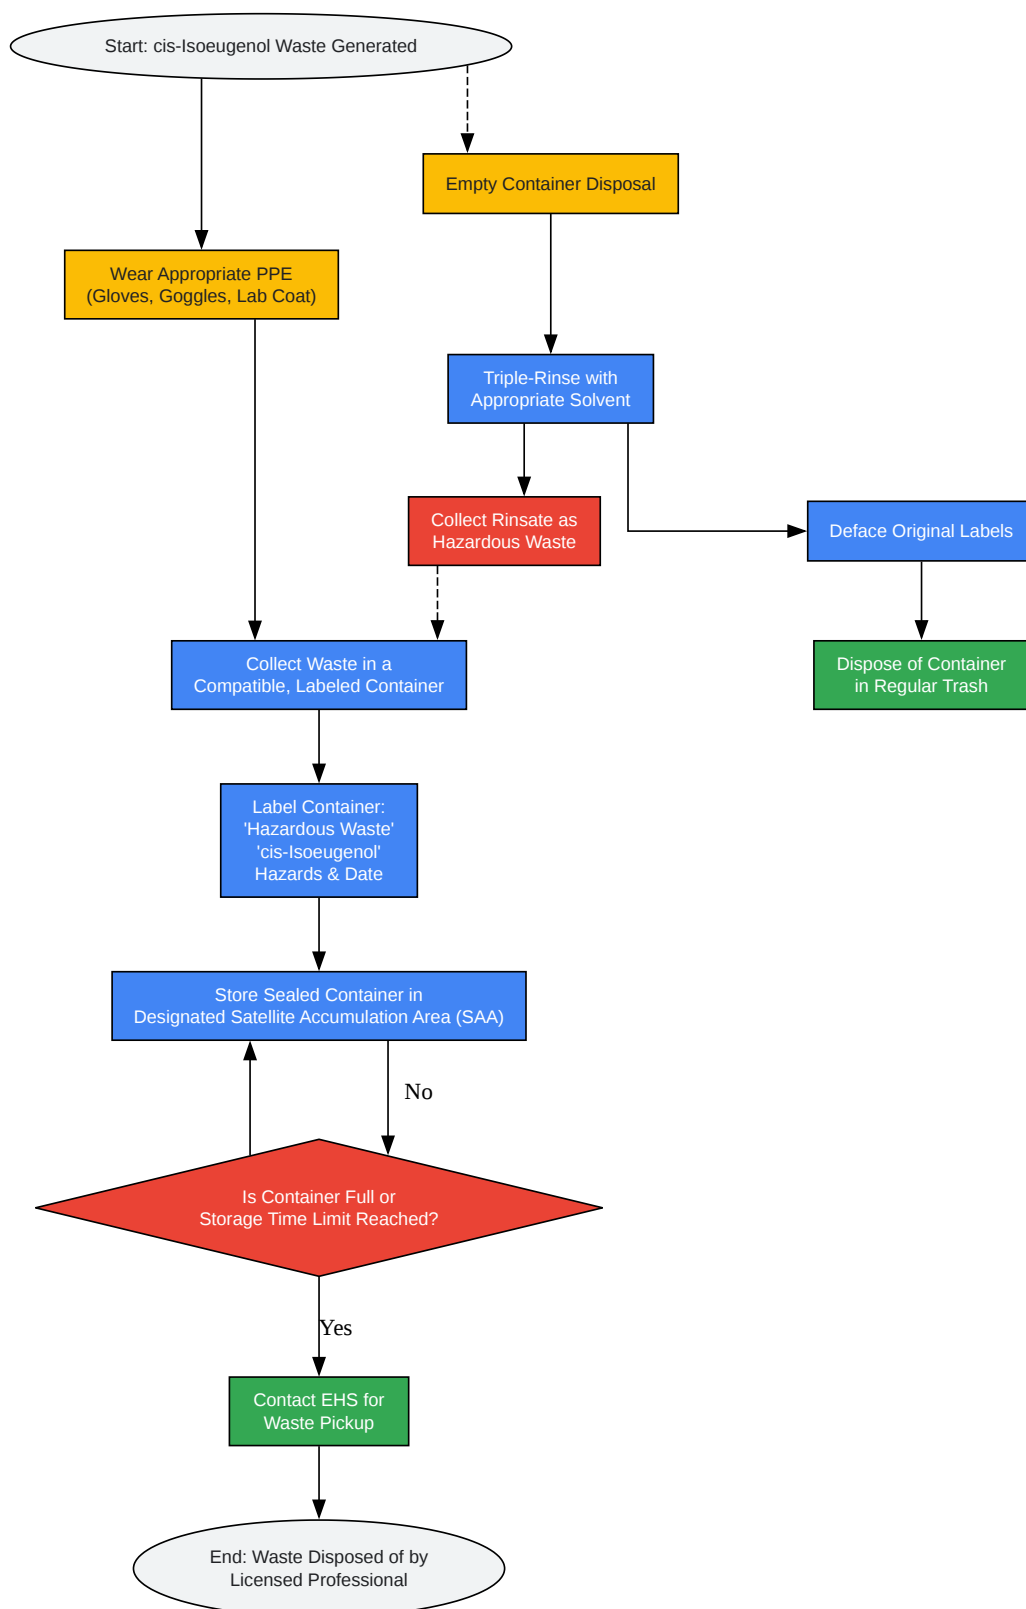 Start: cis-Isoeugenol Waste Generated
Empty Container Disposal
Wear Appropriate PPE
(Gloves, Goggles, Lab Coat)
Triple-Rinse with
Appropriate Solvent
Collect Rinsate as
Hazardous Waste
Deface Original Labels
Collect Waste in a
Compatible, Labeled Container
Dispose of Container
in Regular Trash
Label Container:
'Hazardous Waste'
'cis-Isoeugenol'
Hazards & Date
Store Sealed Container in
Designated Satellite Accumulation Area (SAA)
No
Is Container Full or
Storage Time Limit Reached?
Yes
Contact EHS for
Waste Pickup
End: Waste Disposed of by
Licensed Professional